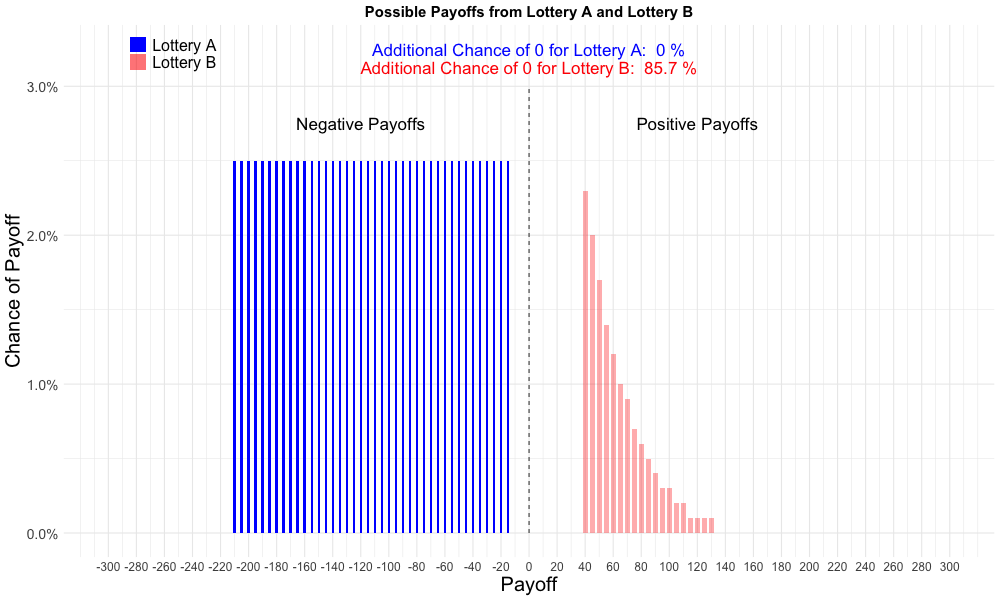 Possible Payoffs from Lottery A and Lottery B
Lottery A
Lottery B
Additional Chance of 0 for Lottery A:  0 %
Additional Chance of 0 for Lottery B:  85.7 %
Negative Payoffs
Positive Payoffs
Chance of Payoff
3.0%
2.0%
1.0%
0.0%
-300 -280 -260 -240 -220 -200 -180 -160 -140 -120 -100 -80 -60 -40 -20 0 20 40 60 80 100 120 140 160 180 200 220 240 260 280 300
Payoff